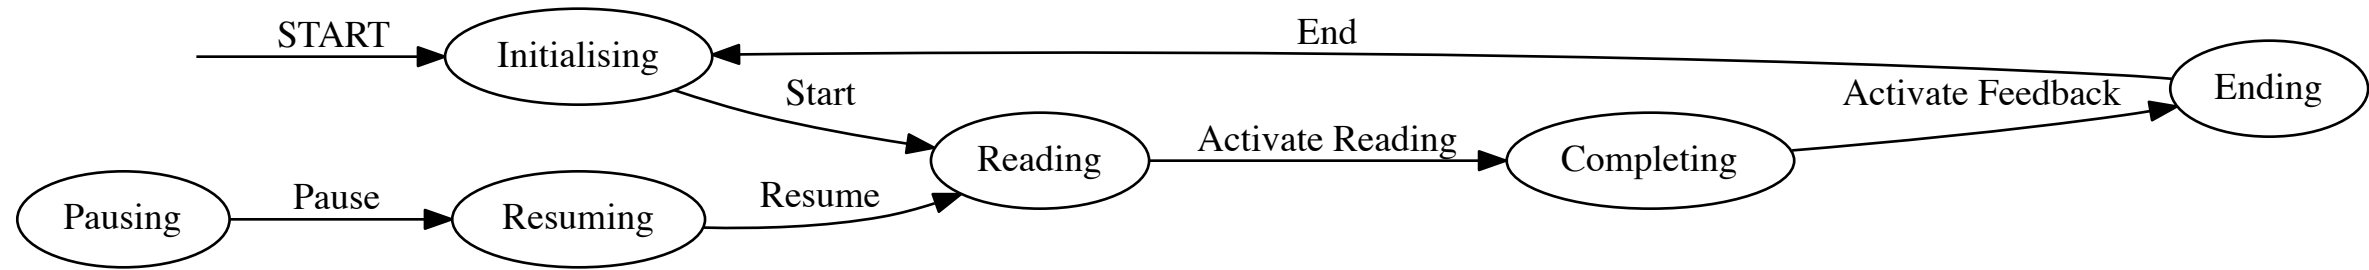 START
Initialising
End
Start
Activate Feedback
Ending
Reading
Activate Reading
Completing
Pausing
Pause
Resuming
Resume